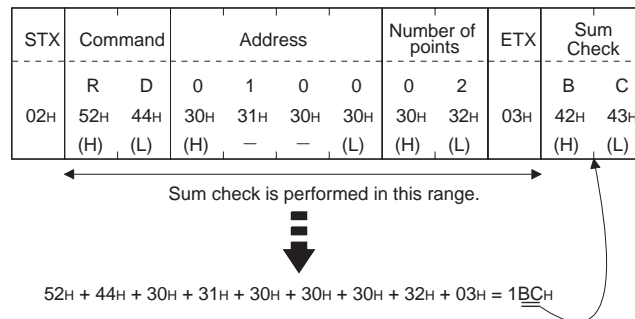 STX Command Address Number of points ETX Sum Check
R D 0 1 0 0 0 2 B C
02H 52H 44H 30H 31H 30H 30H 30H 32H 03H 42H 43H
(H) (L) (H) – – (L) (H) (L) (H) (L)
Sum check is performed in this range.
52H + 44H + 30H + 31H + 30H + 30H + 30H + 32H + 03H = 1BCH